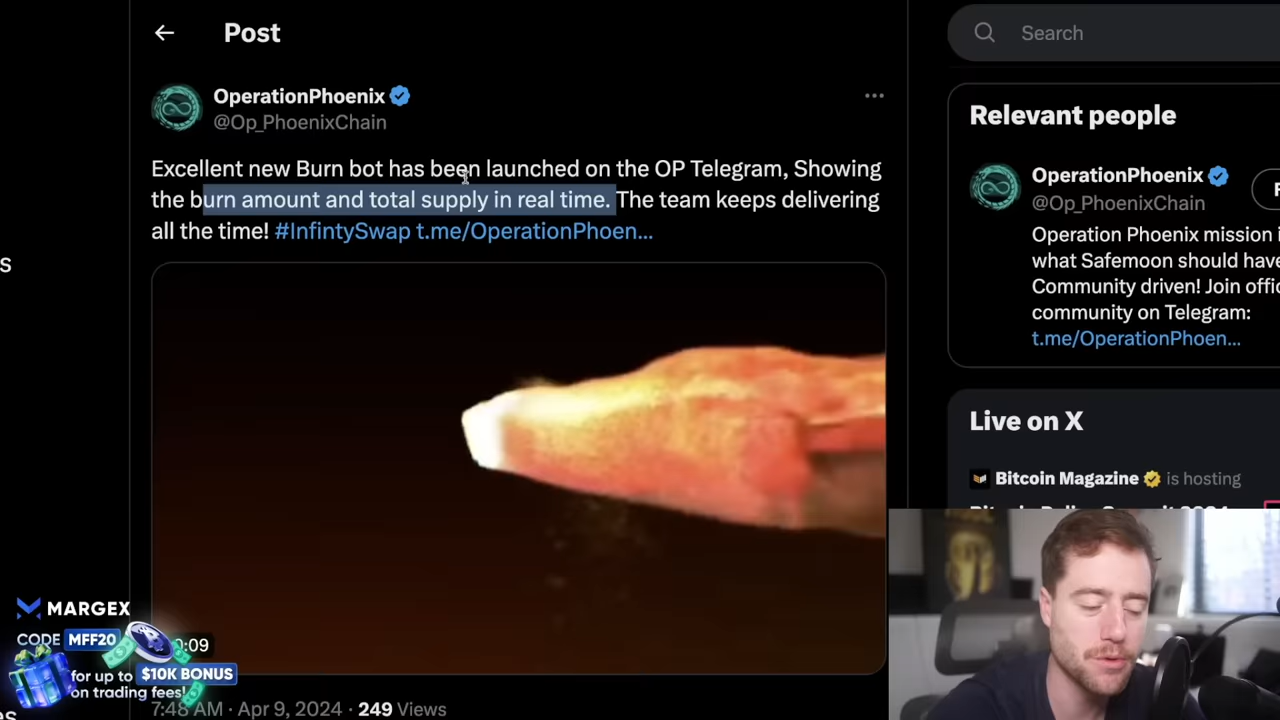 Post
Search
OperationPhoenix
@Op_PhoenixChain
Excellent new Burn bot has been launched on the OP Telegram, Showing
the burn amount and total supply in real time. The team keeps delivering
all the time! #InfintySwap t.me/OperationPhoen...
Relevant people
OperationPhoenix
@Op_PhoenixChain
Operation Phoenix mission i
what Safemoon should have
Community driven! Join offic
community on Telegram:
t.me/OperationPhoen...
Live on X
Bitcoin Magazine is hosting
s
MARGEX
CODE MFF20
for up to $10K BONUS
on trading fees!
0:09
7:48 AM · Apr 9, 2024 · 249 Views